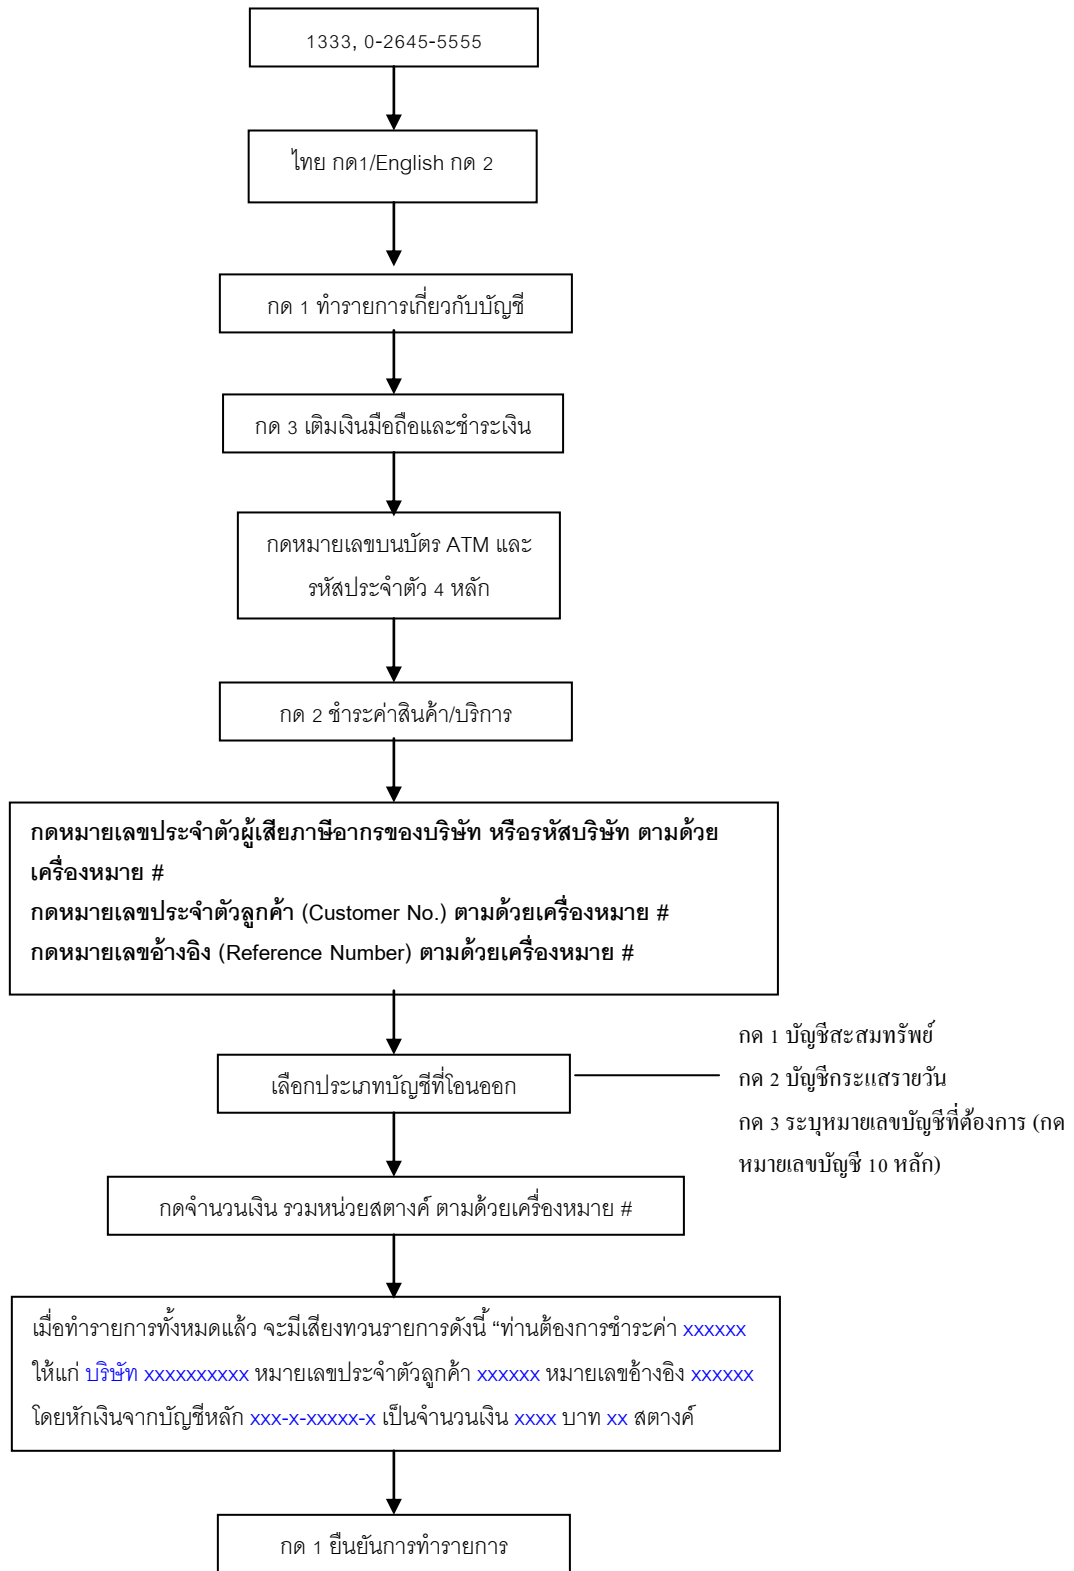 1333, 0-2645-5555
ไทย กด1/English กด 2
กด 1 ทำรายการเกี่ยวกับบัญชี
กด 3 เติมเงินมือถือและชำระเงิน
กดหมายเลขบนบัตร ATM และ
รหัสประจำตัว 4 หลัก
กด 2 ชำระค่าสินค้า/บริการ
กดหมายเลขประจำตัวผู้เสียภาษีอากรของบริษัท หรือรหัสบริษัท ตามด้วย
เครื่องหมาย #
กดหมายเลขประจำตัวลูกค้า (Customer No.) ตามด้วยเครื่องหมาย #
กดหมายเลขอ้างอิง (Reference Number) ตามด้วยเครื่องหมาย #
เลือกประเภทบัญชีที่โอนออก
กด 1 บัญชีสะสมทรัพย์
กด 2 บัญชีกระแสรายวัน
กด 3 ระบุหมายเลขบัญชีที่ต้องการ (กด
หมายเลขบัญชี 10 หลัก)
กดจำนวนเงิน รวมหน่วยสตางค์ ตามด้วยเครื่องหมาย #
เมื่อทำรายการทั้งหมดแล้ว จะมีเสียงทวนรายการดังนี้ “ท่านต้องการชำระค่า xxxxxx
ให้แก่ บริษัท xxxxxxxxxx หมายเลขประจำตัวลูกค้า xxxxxx หมายเลขอ้างอิง xxxxxx
โดยหักเงินจากบัญชีหลัก xxx-x-xxxxx-x เป็นจำนวนเงิน xxxx บาท xx สตางค์
กด 1 ยืนยันการทำรายการ